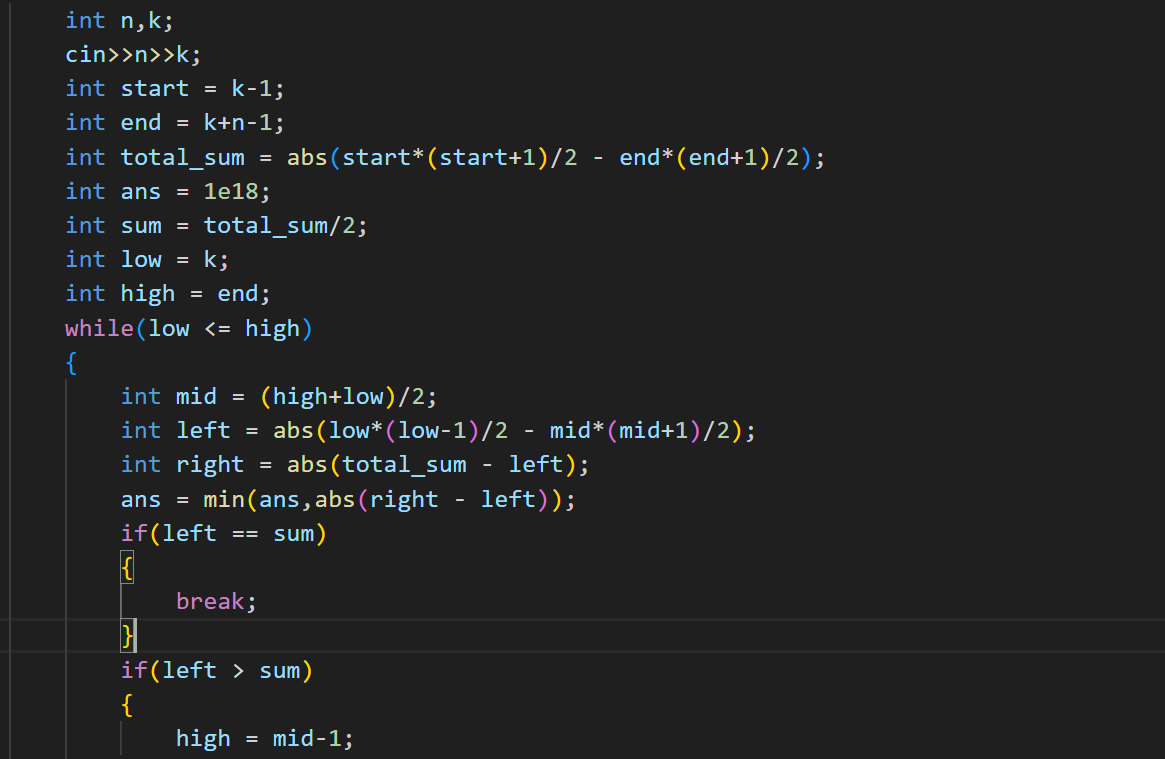 int n,k;
cin>>n>>k;
int start = k-1;
int end = k+n-1;
int total_sum = abs(start*(start+1)/2 - end*(end+1)/2);
int ans = 1e18;
int sum = total_sum/2;
int low = k;
int high = end;
while(low <= high)
{
    int mid = (high+low)/2;
    int left = abs(low*(low-1)/2 - mid*(mid+1)/2);
    int right = abs(total_sum - left);
    ans = min(ans,abs(right - left));
    if(left == sum)
    {
        break;
    }
    if(left > sum)
    {
        high = mid-1;